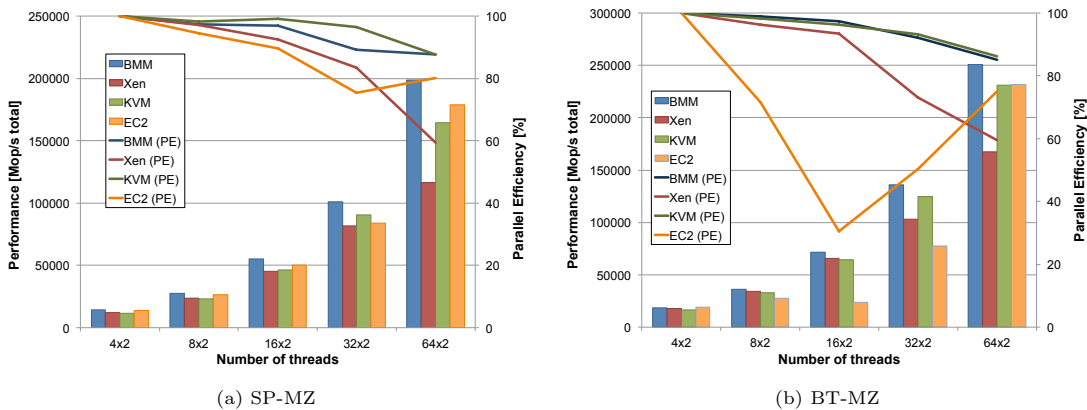 250000
200000
150000
100000
50000
0
Performance [Mop/s total]
BMM
Xen
KVM
EC2
BMM (PE)
Xen (PE)
KVM (PE)
EC2 (PE)
100
80
60
40
20
0
Parallel Efficiency [%]
4x2 8x2 16x2 32x2 64x2
Number of threads
(a) SP-MZ
300000
250000
200000
150000
100000
50000
0
Performance [Mop/s total]
BMM
Xen
KVM
EC2
BMM (PE)
Xen (PE)
KVM (PE)
EC2 (PE)
100
80
60
40
20
0
Parallel Efficiency [%]
4x2 8x2 16x2 32x2 64x2
Number of threads
(b) BT-MZ